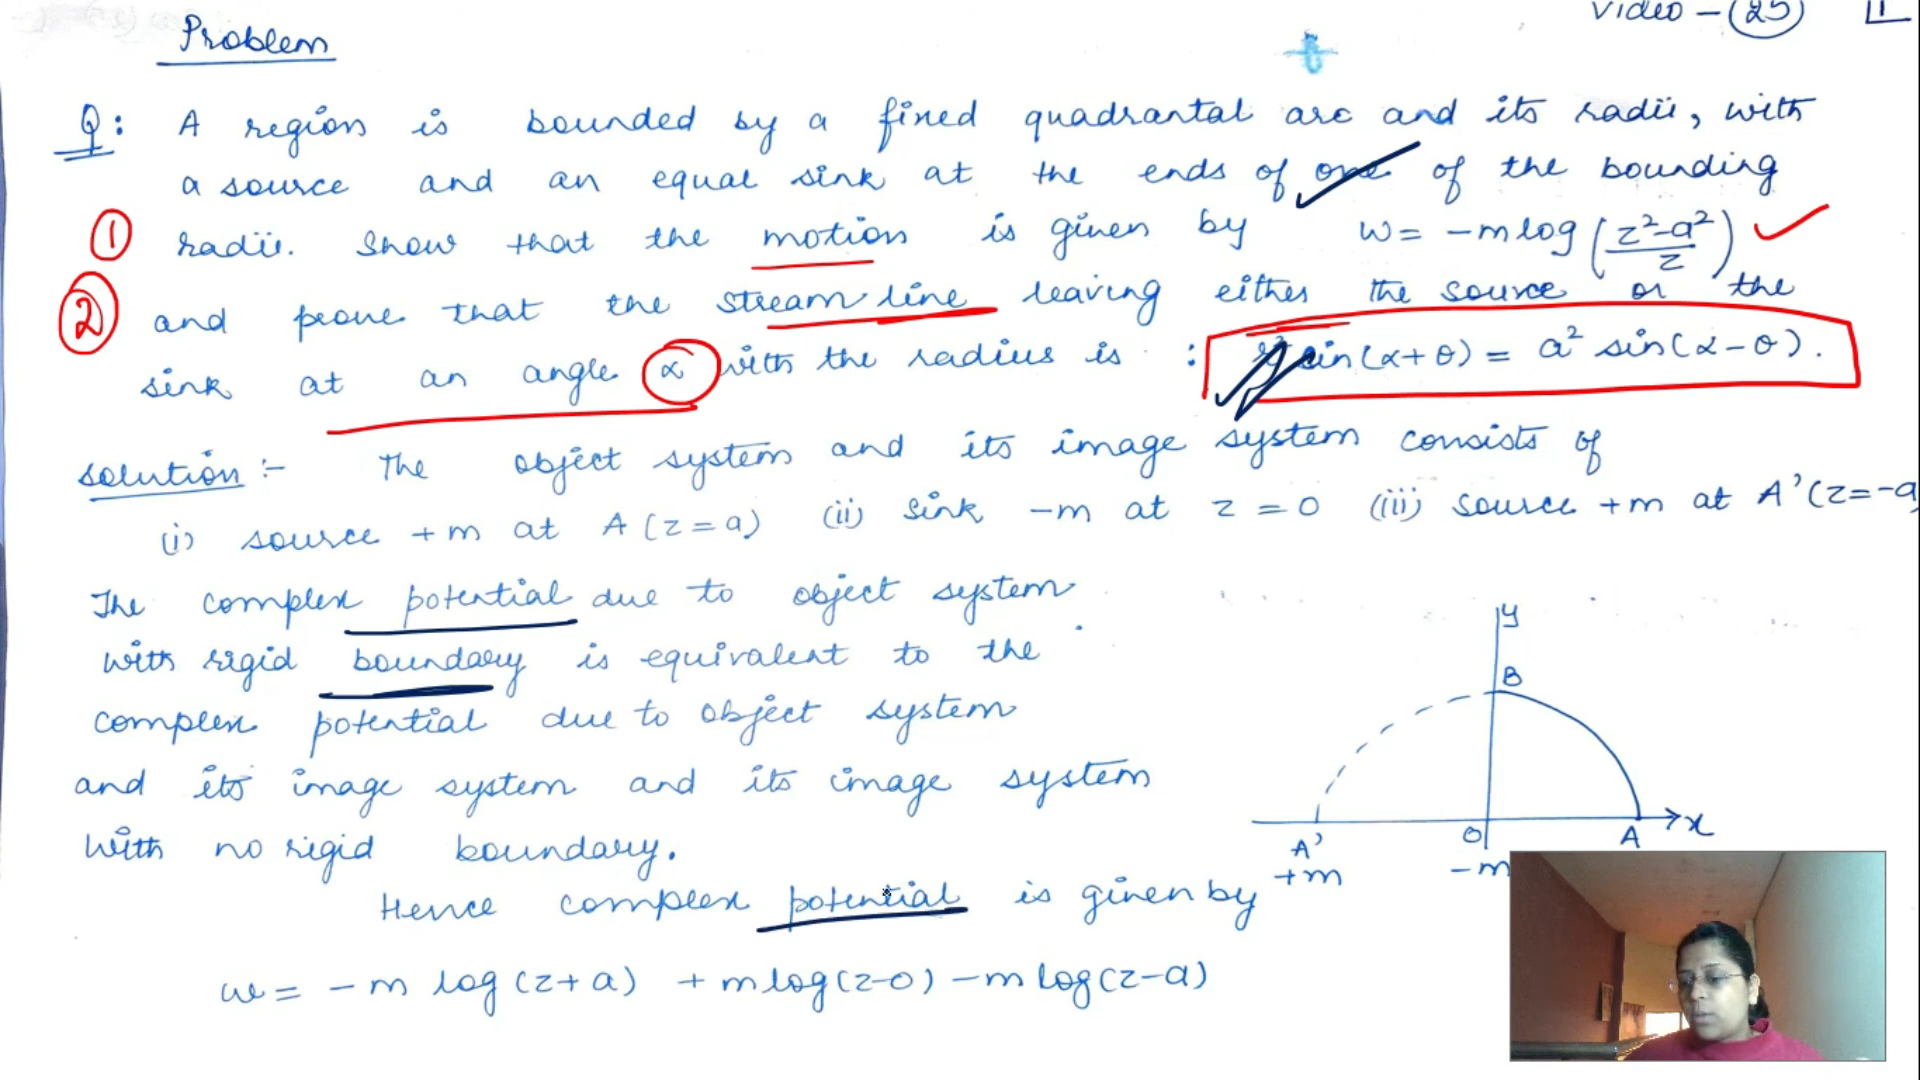 Video - (25) 1
Problem
Q: A region is bounded by a fixed quadrantal arc and its radii, with
a source and an equal sink at the ends of one of the bounding
① radii. Show that the motion is given by w = -m log (z²-a²/z)
② and prove that the stream line leaving either the source or the
sink at an angle α with the radius is : r² sin(α+θ) = a² sin(α-θ).
solution :- The object system and its image system consists of
(i) source +m at A (z=a) (ii) sink -m at z = 0 (iii) source +m at A'(z=-a
The complex potential due to object system
with rigid boundary is equivalent to the
complex potential due to object system
and its image system and its image system
with no rigid boundary.
Hence complex potential is given by
w = -m log (z+a) + m log(z-0) - m log(z-a)
y
B
A' O A x
+m -m